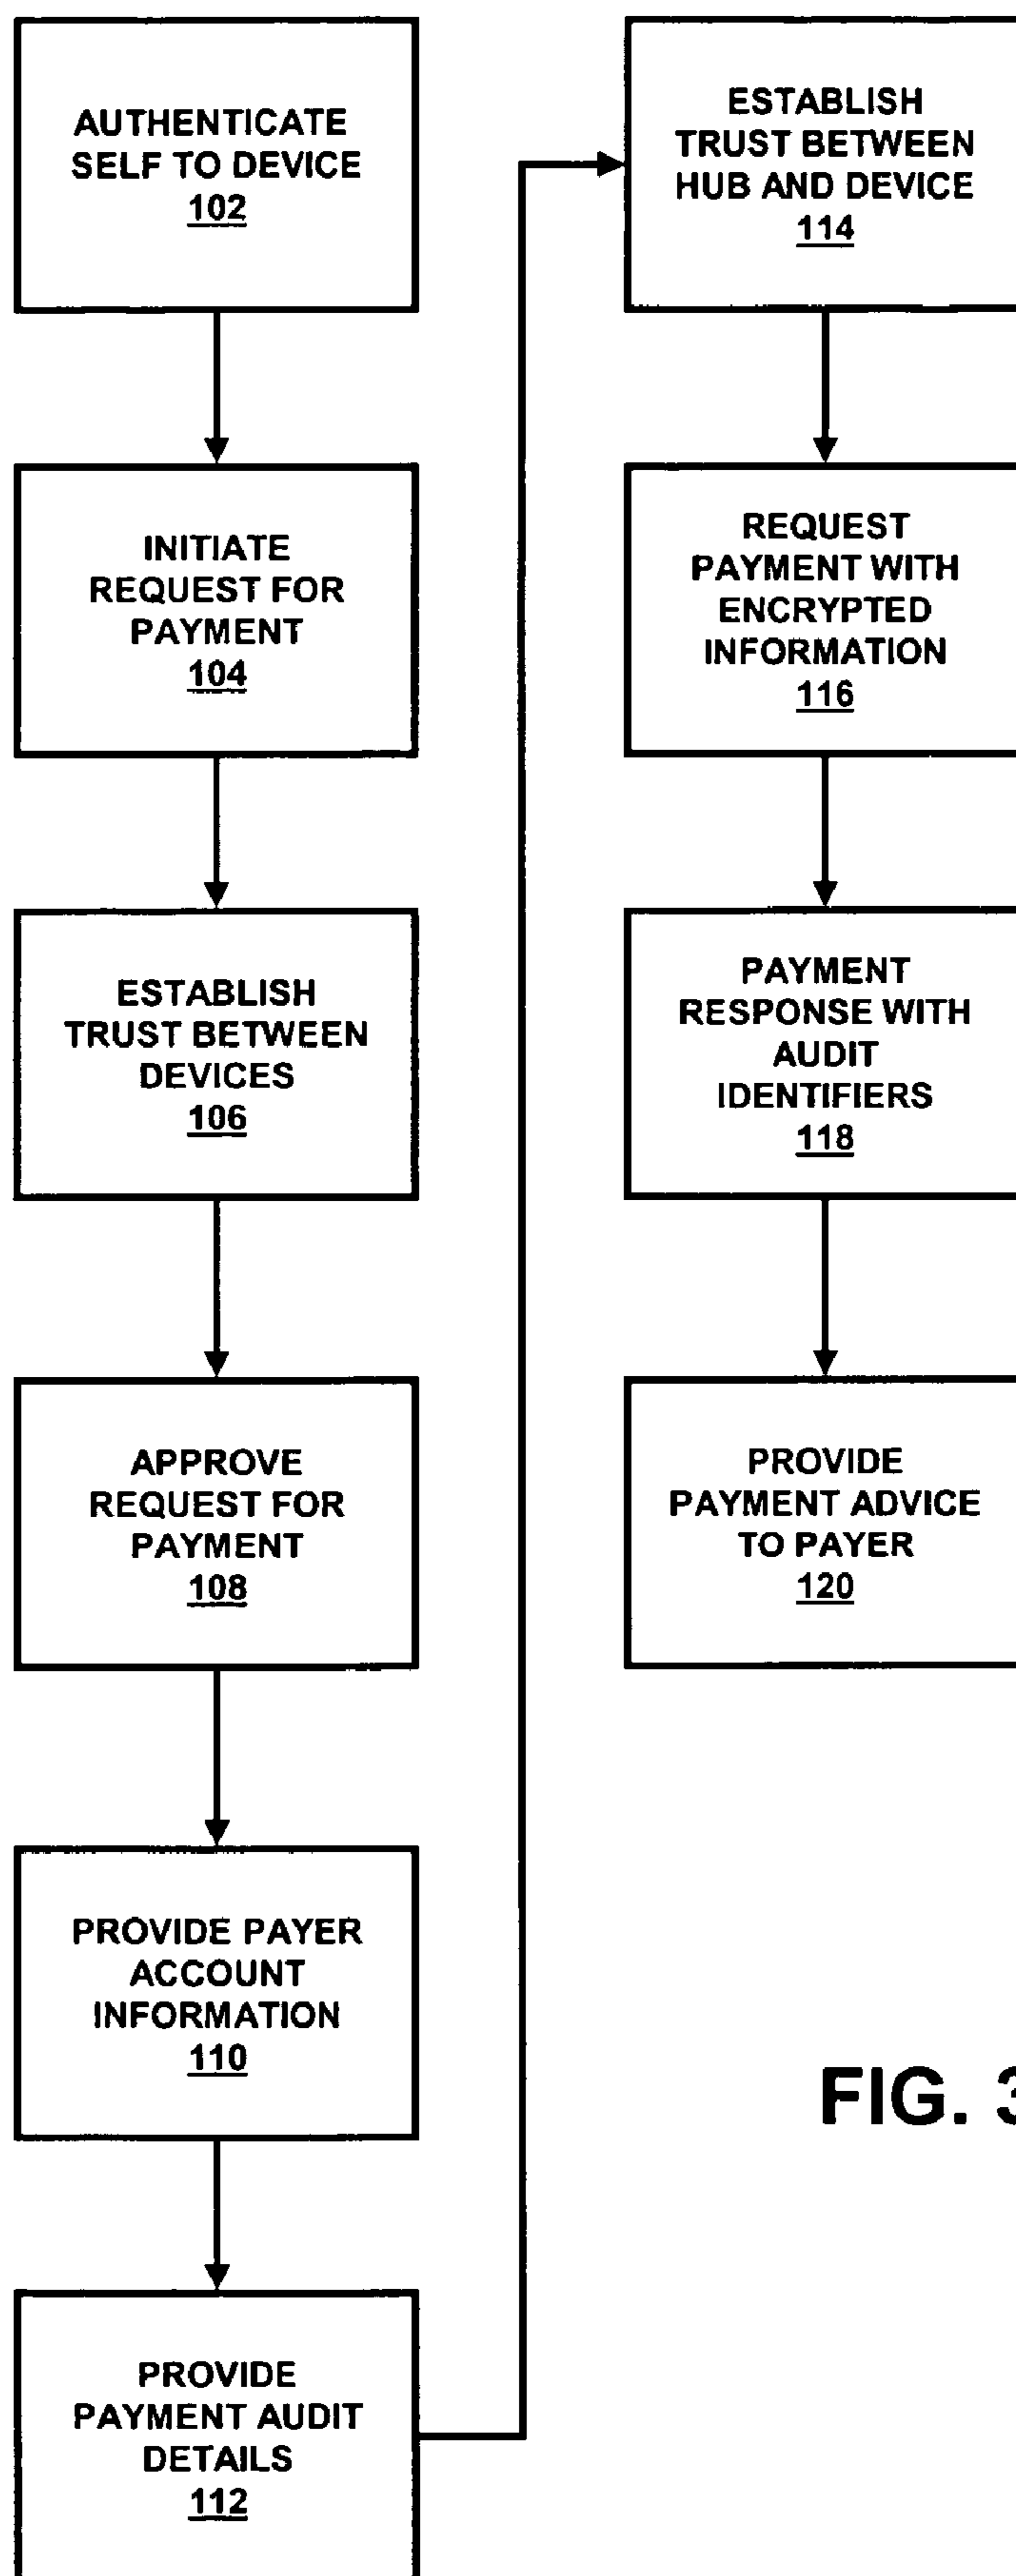 AUTHENTICATE
SELF TO DEVICE
102
INITIATE
REQUEST FOR
PAYMENT
104
ESTABLISH
TRUST BETWEEN
DEVICES
106
APPROVE
REQUEST FOR
PAYMENT
108
PROVIDE PAYER
ACCOUNT
INFORMATION
110
PROVIDE
PAYMENT AUDIT
DETAILS
112
ESTABLISH
TRUST BETWEEN
HUB AND DEVICE
114
REQUEST
PAYMENT WITH
ENCRYPTED
INFORMATION
116
PAYMENT
RESPONSE WITH
AUDIT
IDENTIFIERS
118
PROVIDE
PAYMENT ADVICE
TO PAYER
120
FIG. 3